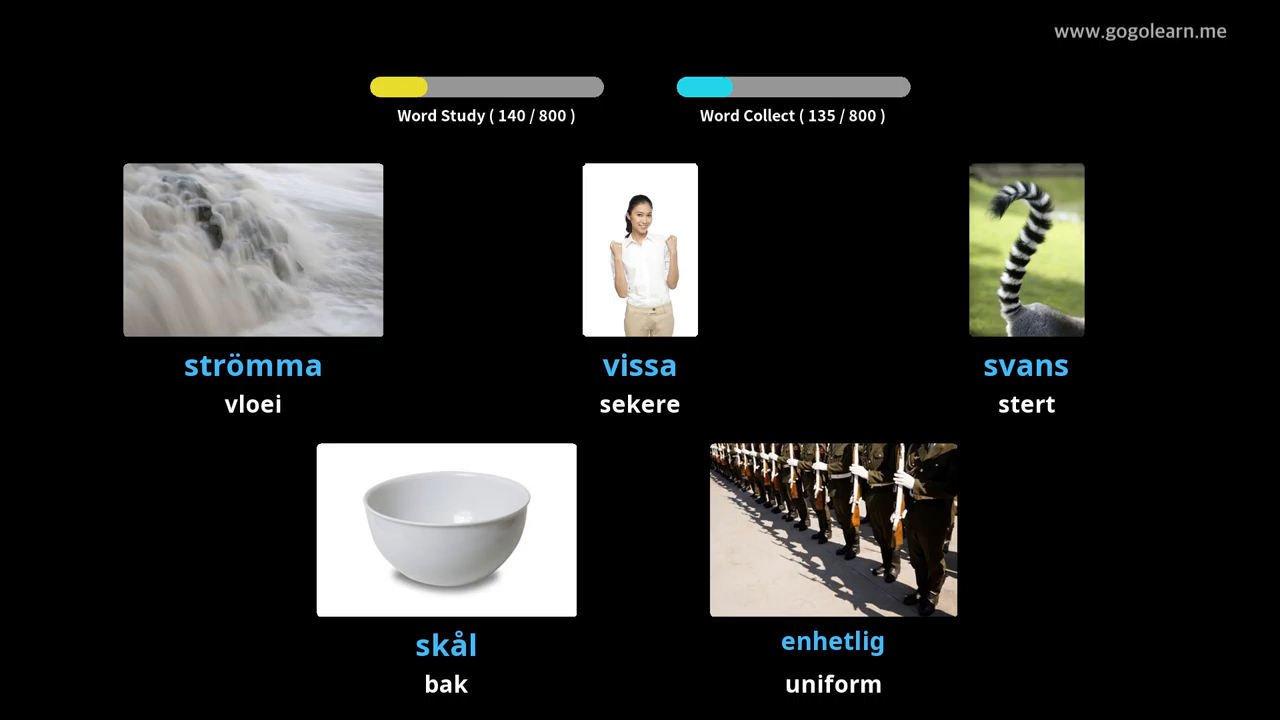 www.gogolearn.me
Word Study ( 140 / 800 )
Word Collect ( 135 / 800 )
strömma
vloei
vissa
sekere
svans
stert
skål
bak
enhetlig
uniform